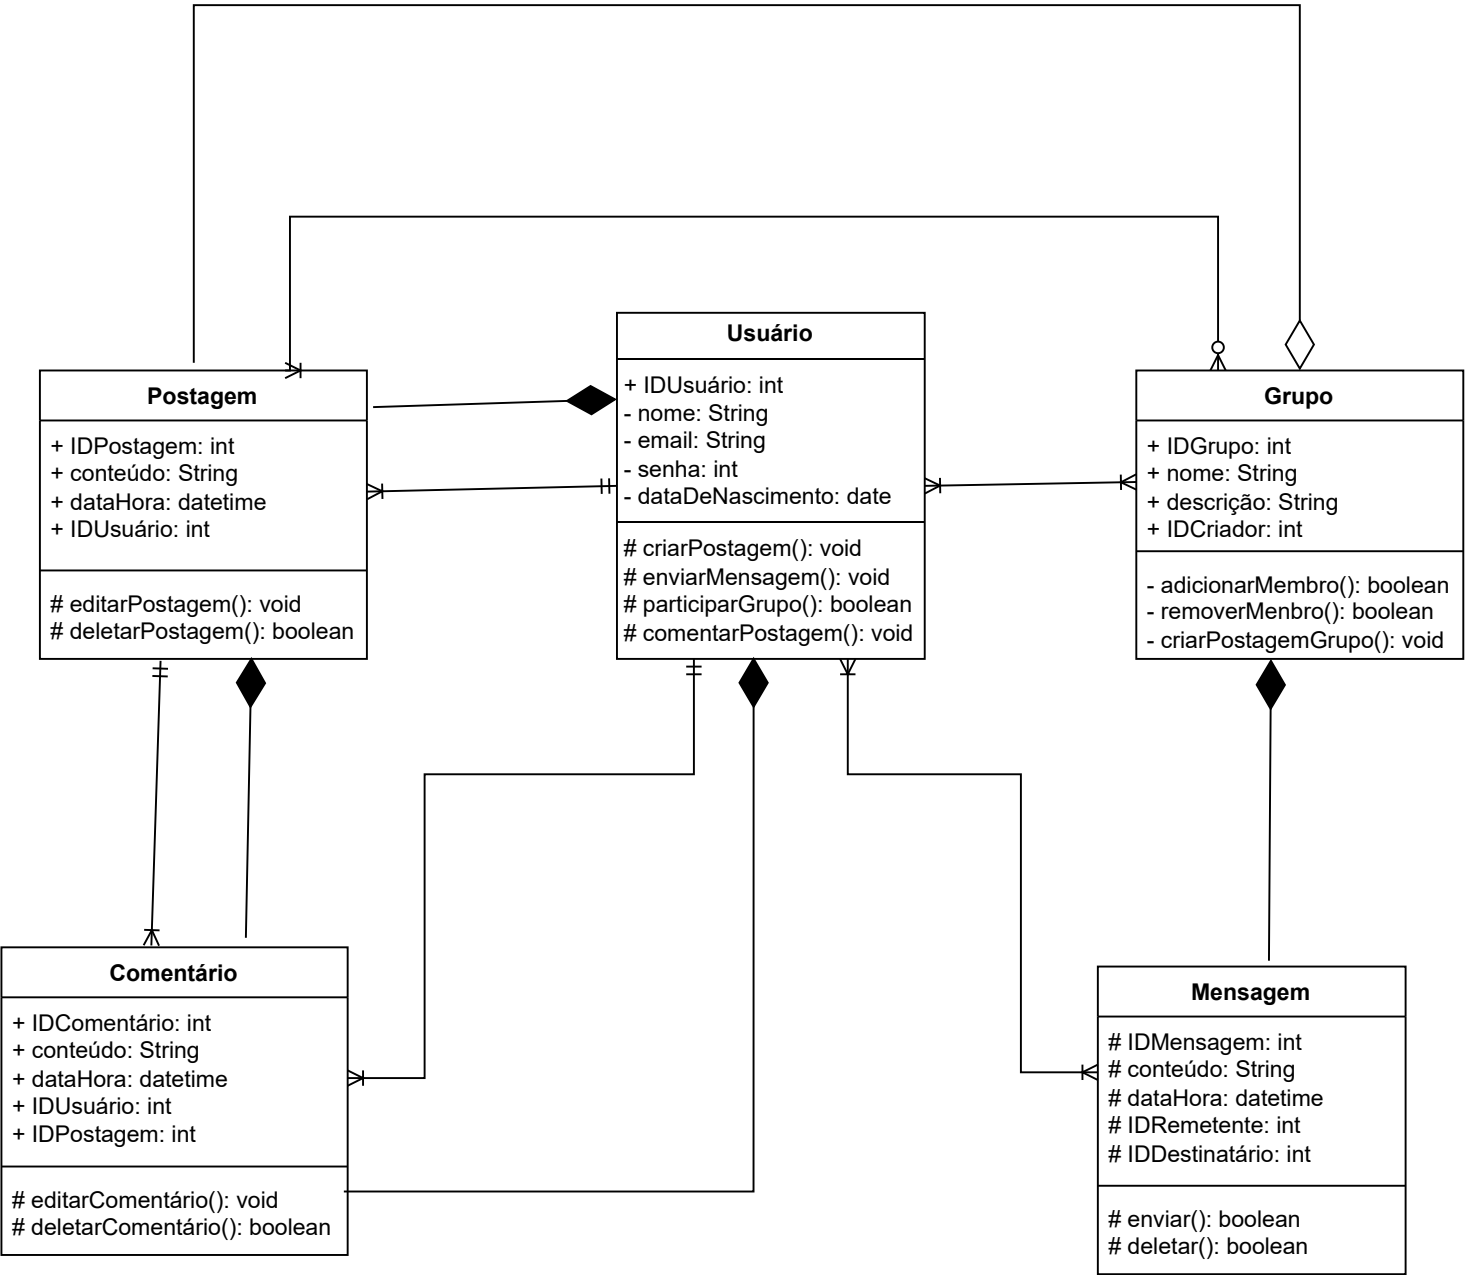 Usuário
+ IDUsuário: int
- nome: String
- email: String
- senha: int
- dataDeNascimento: date
# criarPostagem(): void
# enviarMensagem(): void
# participarGrupo(): boolean
# comentarPostagem(): void
Postagem
+ IDPostagem: int
+ conteúdo: String
+ dataHora: datetime
+ IDUsuário: int
# editarPostagem(): void
# deletarPostagem(): boolean
Grupo
+ IDGrupo: int
+ nome: String
+ descrição: String
+ IDCriador: int
- adicionarMembro(): boolean
- removerMenbro(): boolean
- criarPostagemGrupo(): void
Comentário
+ IDComentário: int
+ conteúdo: String
+ dataHora: datetime
+ IDUsuário: int
+ IDPostagem: int
# editarComentário(): void
# deletarComentário(): boolean
Mensagem
# IDMensagem: int
# conteúdo: String
# dataHora: datetime
# IDRemetente: int
# IDDestinatário: int
# enviar(): boolean
# deletar(): boolean